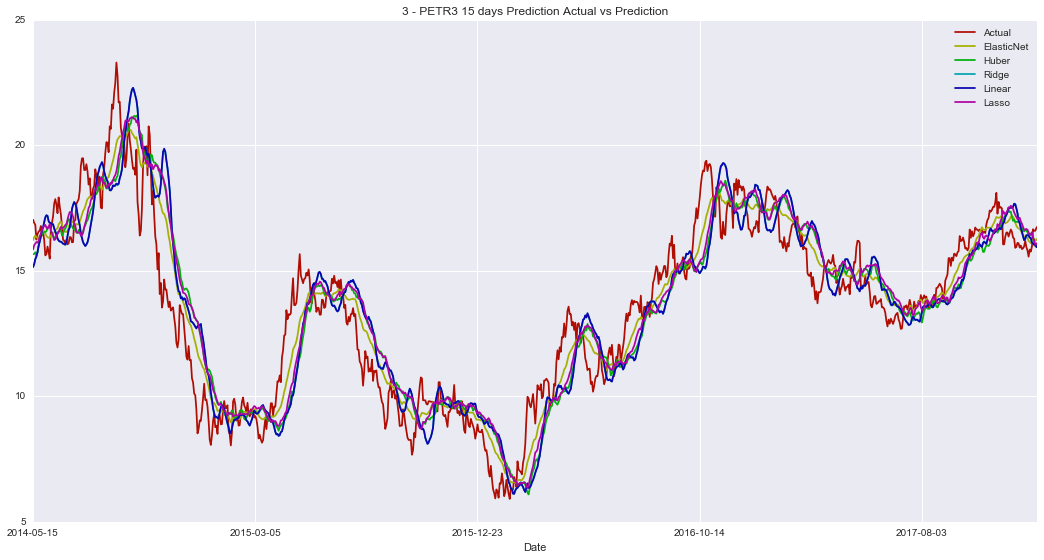 3 - PETR3 15 days Prediction Actual vs Prediction
25
20
15
10
5
Actual
ElasticNet
Huber
Ridge
Linear
Lasso
2014-05-15
2015-03-05
2015-12-23
2016-10-14
2017-08-03
Date